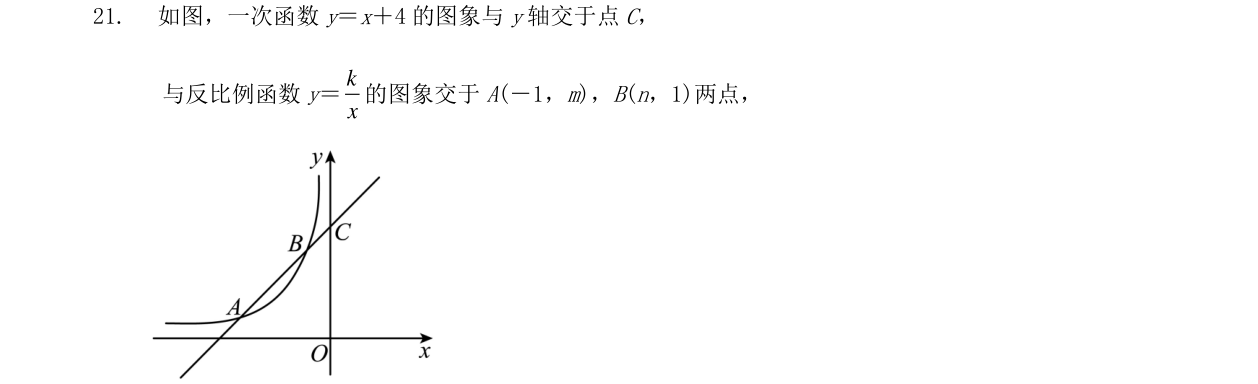 21. 如图，一次函数 y＝x＋4 的图象与 y 轴交于点 C，
与反比例函数 y＝k/x 的图象交于 A(－1，m)，B(n，1)两点，
y
C
B
A
O
x